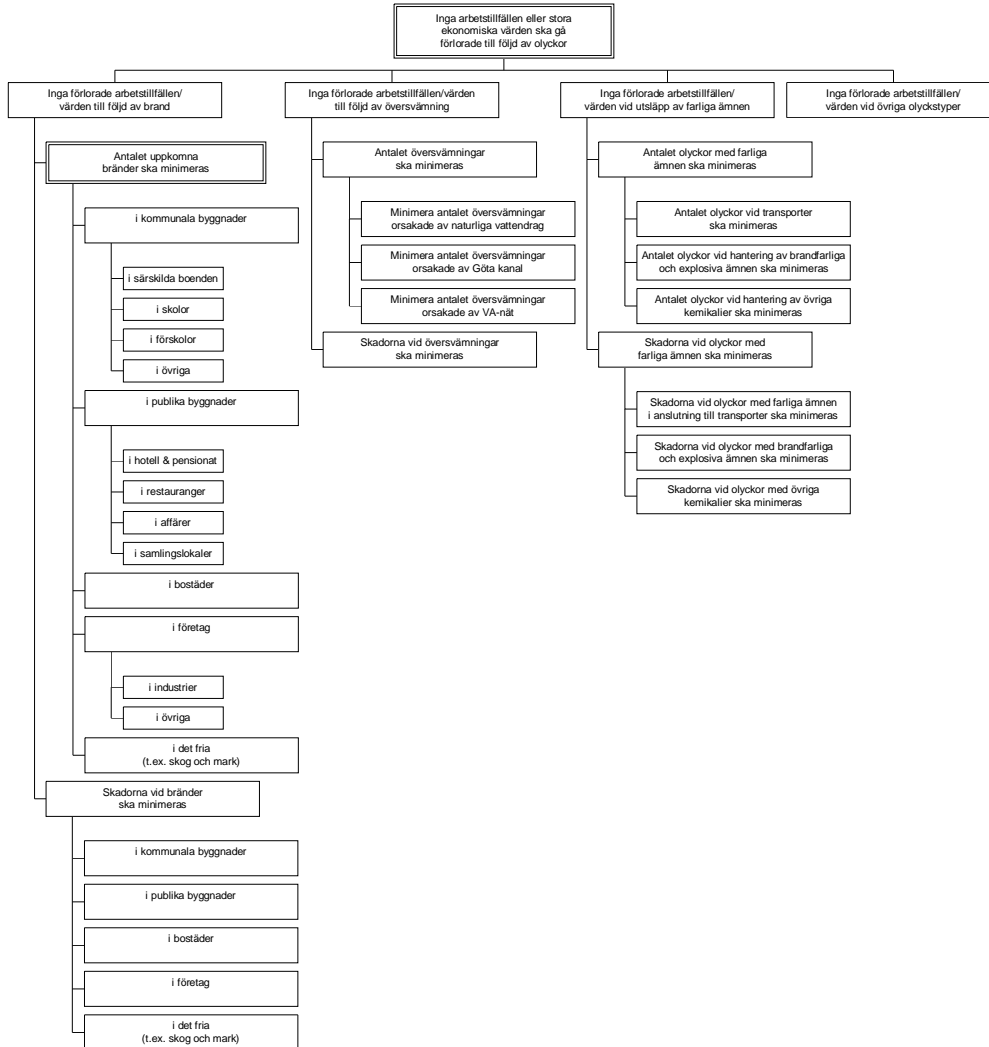 Inga arbetstillfällen eller stora
ekonomiska värden ska gå
förlorade till följd av olyckor
Inga förlorade arbetstillfällen/
värden till följd av brand
Antalet uppkomna
bränder ska minimeras
i kommunala byggnader
i särskilda boenden
i skolor
i förskolor
i övriga
i publika byggnader
i hotell & pensionat
i restauranger
i affärer
i samlingslokaler
i bostäder
i företag
i industrier
i övriga
i det fria
(t.ex. skog och mark)
Skadorna vid bränder
ska minimeras
i kommunala byggnader
i publika byggnader
i bostäder
i företag
i det fria
(t.ex. skog och mark)
Inga förlorade arbetstillfällen/värden
till följd av översvämning
Antalet översvämningar
ska minimeras
Minimera antalet översvämningar
orsakade av naturliga vattendrag
Minimera antalet översvämningar
orsakade av Göta kanal
Minimera antalet översvämningar
orsakade av VA-nät
Skadorna vid översvämningar
ska minimeras
Inga förlorade arbetstillfällen/
värden vid utsläpp av farliga ämnen
Antalet olyckor med farliga
ämnen ska minimeras
Antalet olyckor vid transporter
ska minimeras
Antalet olyckor vid hantering av brandfarliga
och explosiva ämnen ska minimeras
Antalet olyckor vid hantering av övriga
kemikalier ska minimeras
Skadorna vid olyckor med
farliga ämnen ska minimeras
Skadorna vid olyckor med farliga ämnen
i anslutning till transporter ska minimeras
Skadorna vid olyckor med brandfarliga
och explosiva ämnen ska minimeras
Skadorna vid olyckor med övriga
kemikalier ska minimeras
Inga förlorade arbetstillfällen/
värden vid övriga olyckstyper